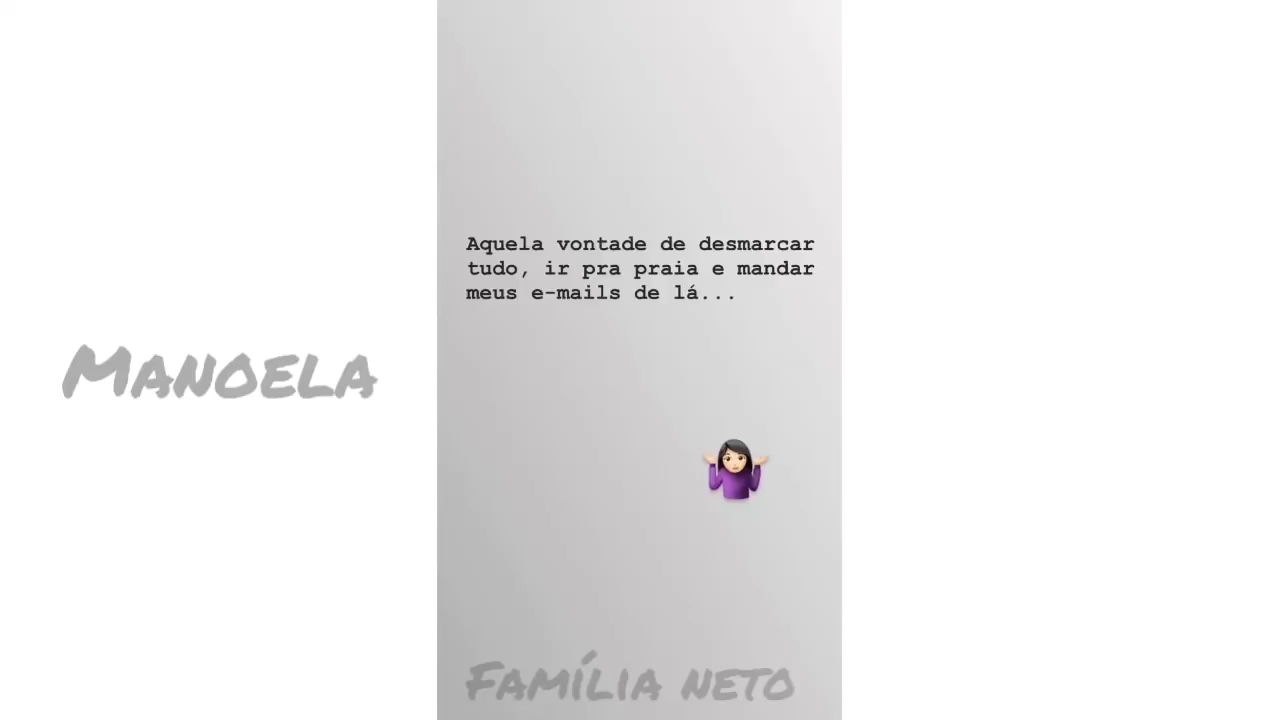 Aquela vontade de desmarcar
tudo, ir pra praia e mandar
meus e-mails de lá...
Manoela
Família neto